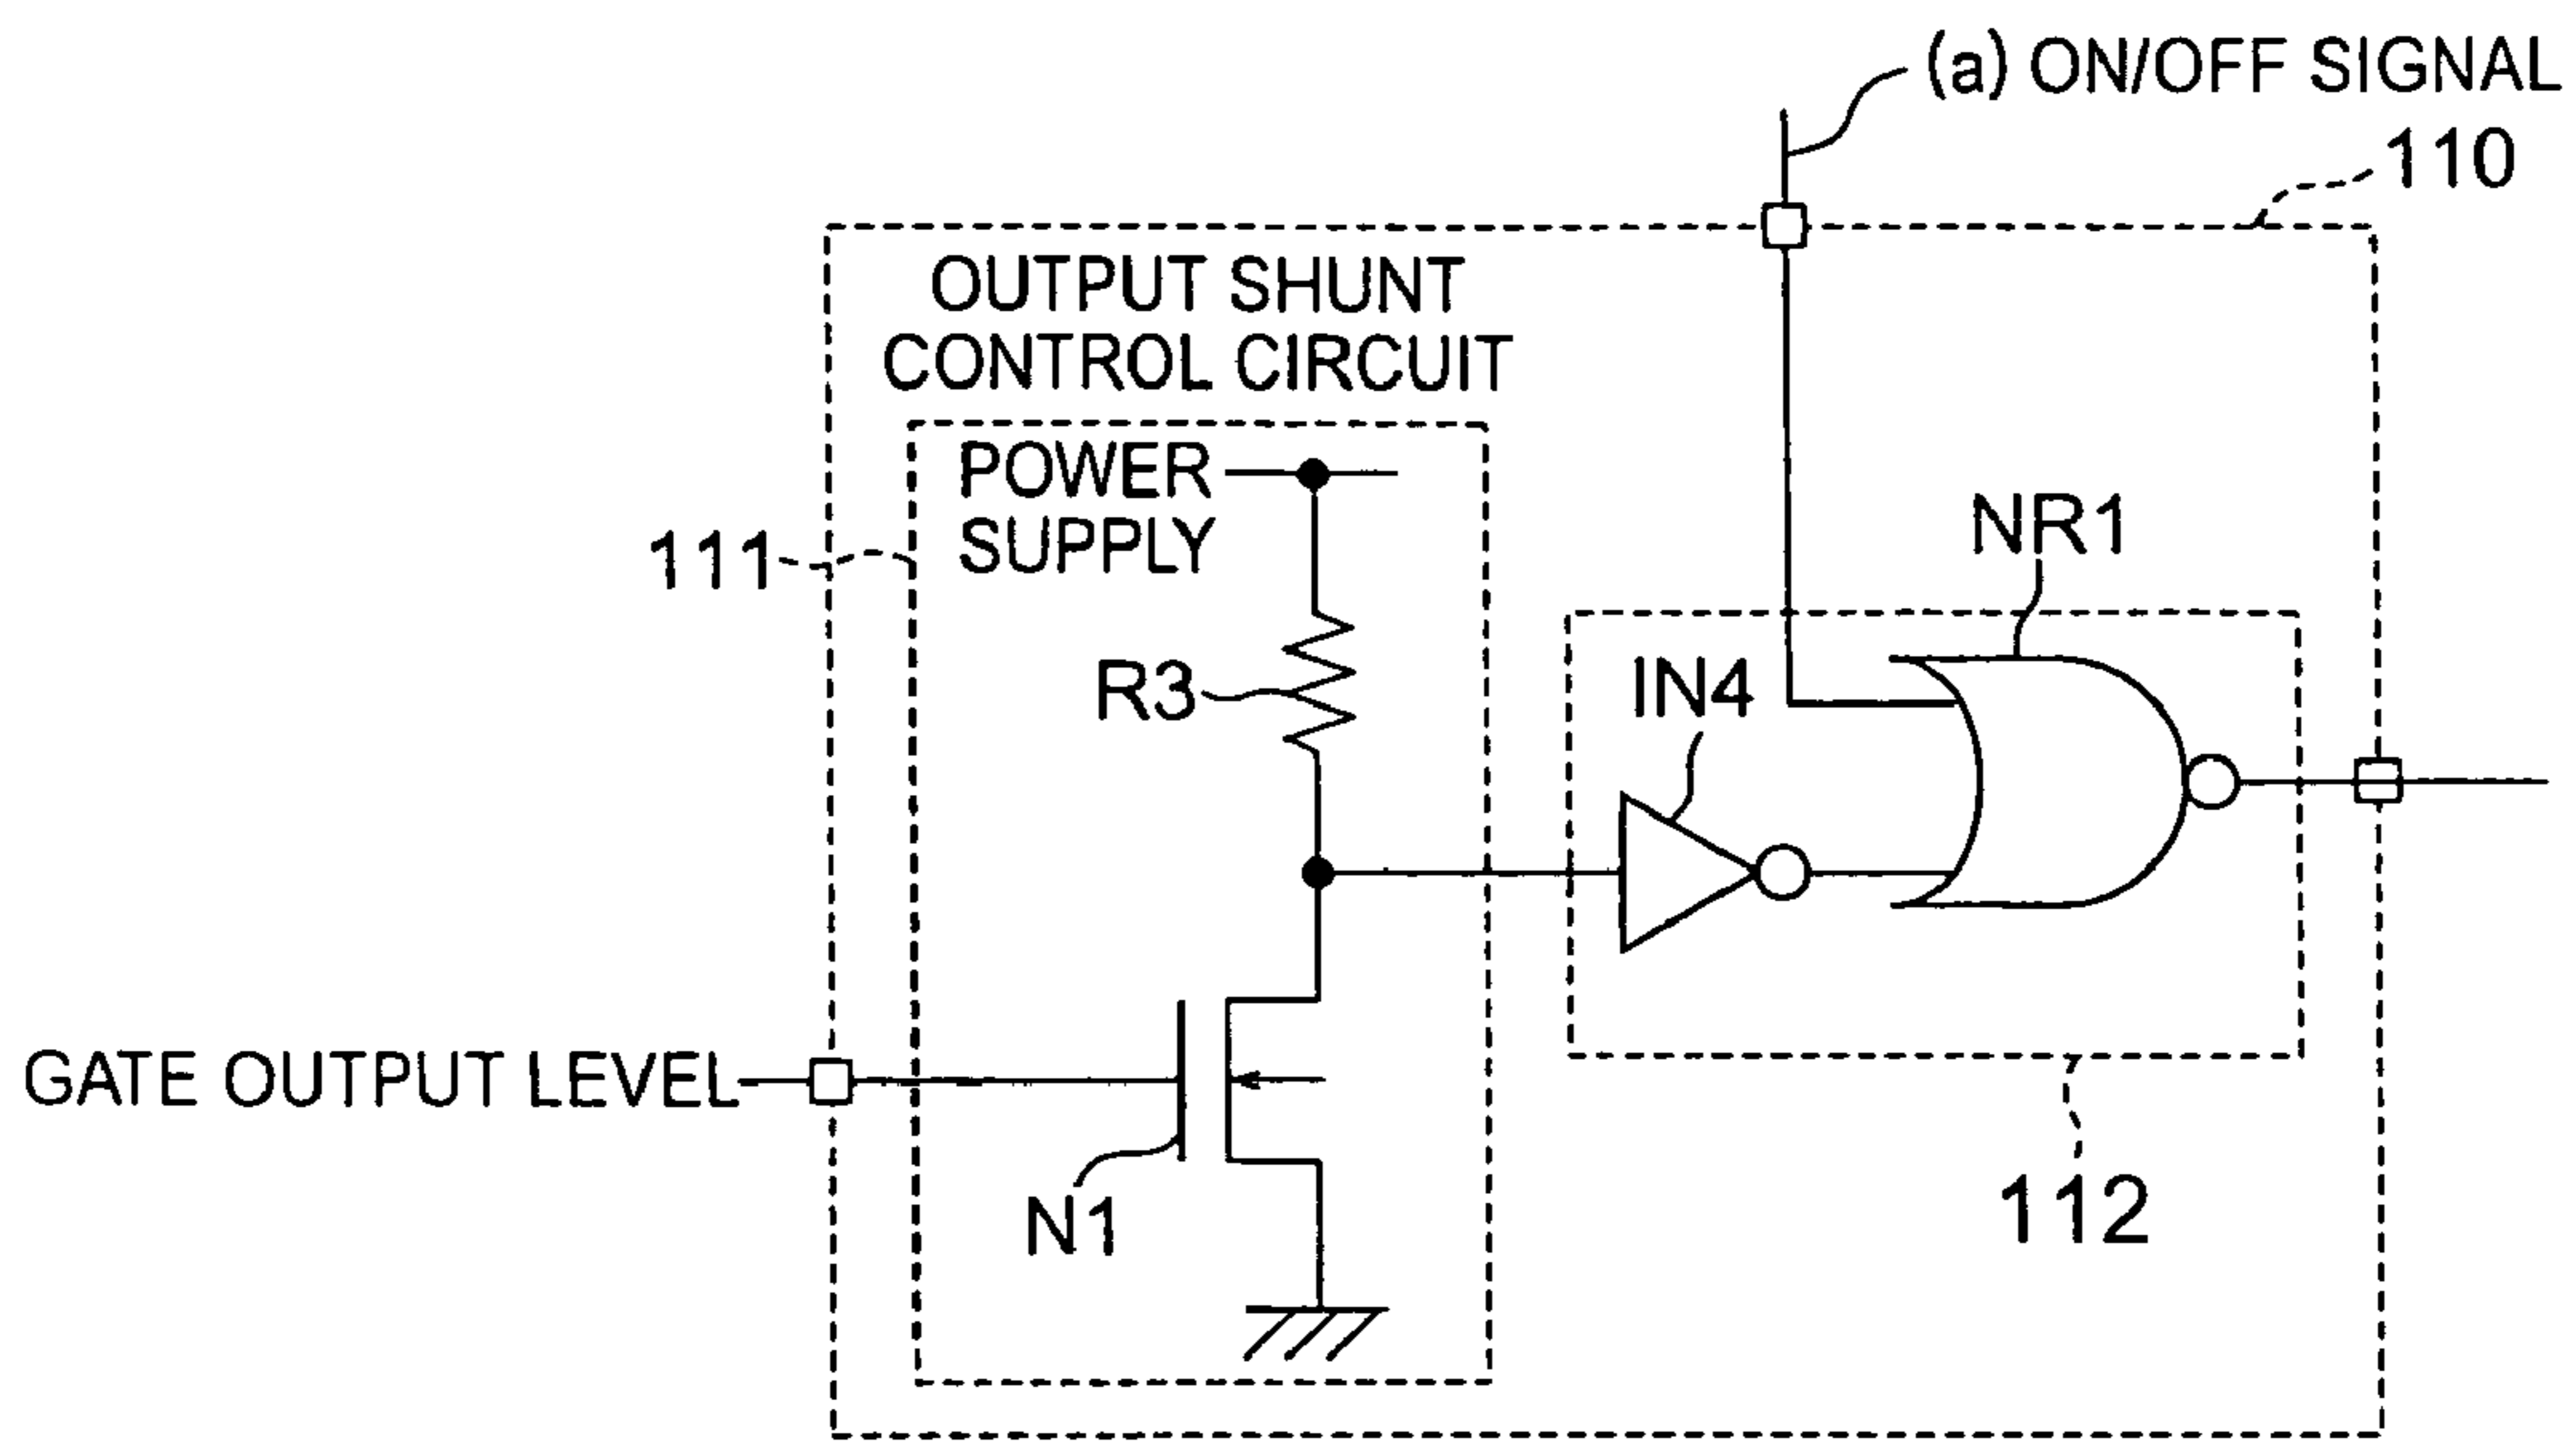 (a) ON/OFF SIGNAL
110
OUTPUT SHUNT
CONTROL CIRCUIT
POWER
SUPPLY
111
NR1
R3
IN4
GATE OUTPUT LEVEL
N1
112